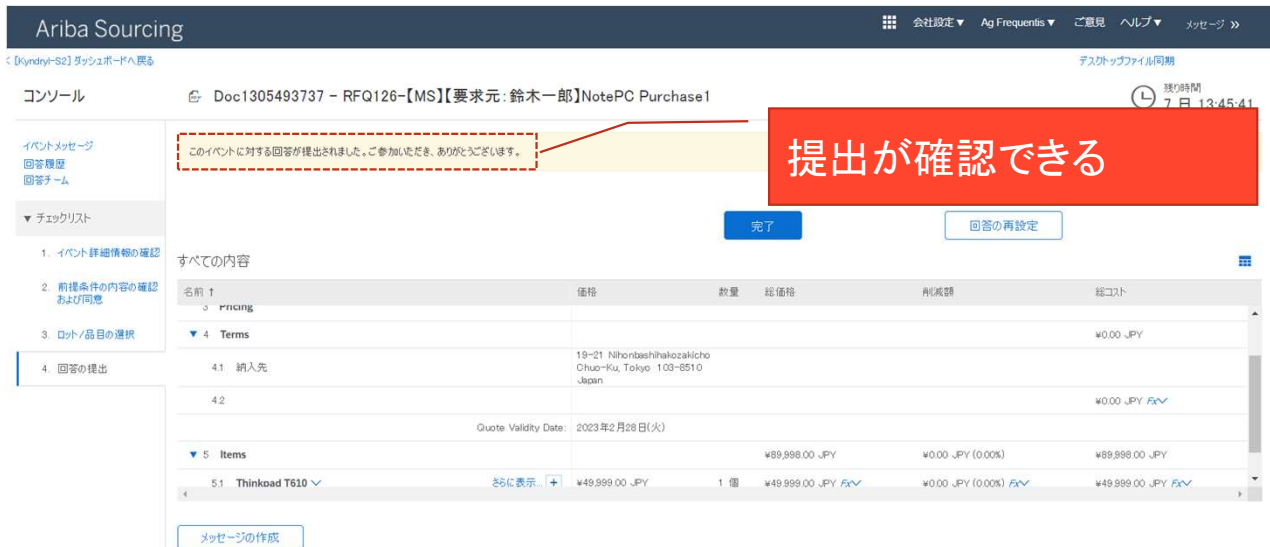 Ariba Sourcing
会社設定▼ Ag Frequentis▼ ご意見 ヘルプ▼ メッセージ »
< [Kyndryl-S2] ダッシュボードへ戻る
デスクトップファイル同期
コンソール
Doc1305493737 - RFQ126-【MS】【要求元:鈴木一郎】NotePC Purchase1
残り時間
7 日 13:45:41
イベントメッセージ
回答履歴
回答チーム
このイベントに対する回答が提出されました。ご参加いただき、ありがとうございます。
提出が確認できる
▼ チェックリスト
完了
回答の再設定
1. イベント詳細情報の確認
2. 前提条件の内容の確認
および同意
3. ロット/品目の選択
4. 回答の提出
すべての内容
名前 ↑ 価格 数量 総価格 削減額 総コスト
3 Pricing
▼ 4 Terms ¥0.00 JPY
4.1 納入先
19-21 Nihonbashihakozakicho
Chuo-Ku, Tokyo 103-8510
Japan
4.2 ¥0.00 JPY Fx
Quote Validity Date: 2023年2月28日(火)
▼ 5 Items ¥89,998.00 JPY ¥0.00 JPY (0.00%) ¥89,998.00 JPY
5.1 Thinkpad T610 さらに表示... + ¥49,999.00 JPY 1 個 ¥49,999.00 JPY Fx ¥0.00 JPY (0.00%) Fx ¥49,999.00 JPY Fx
メッセージの作成